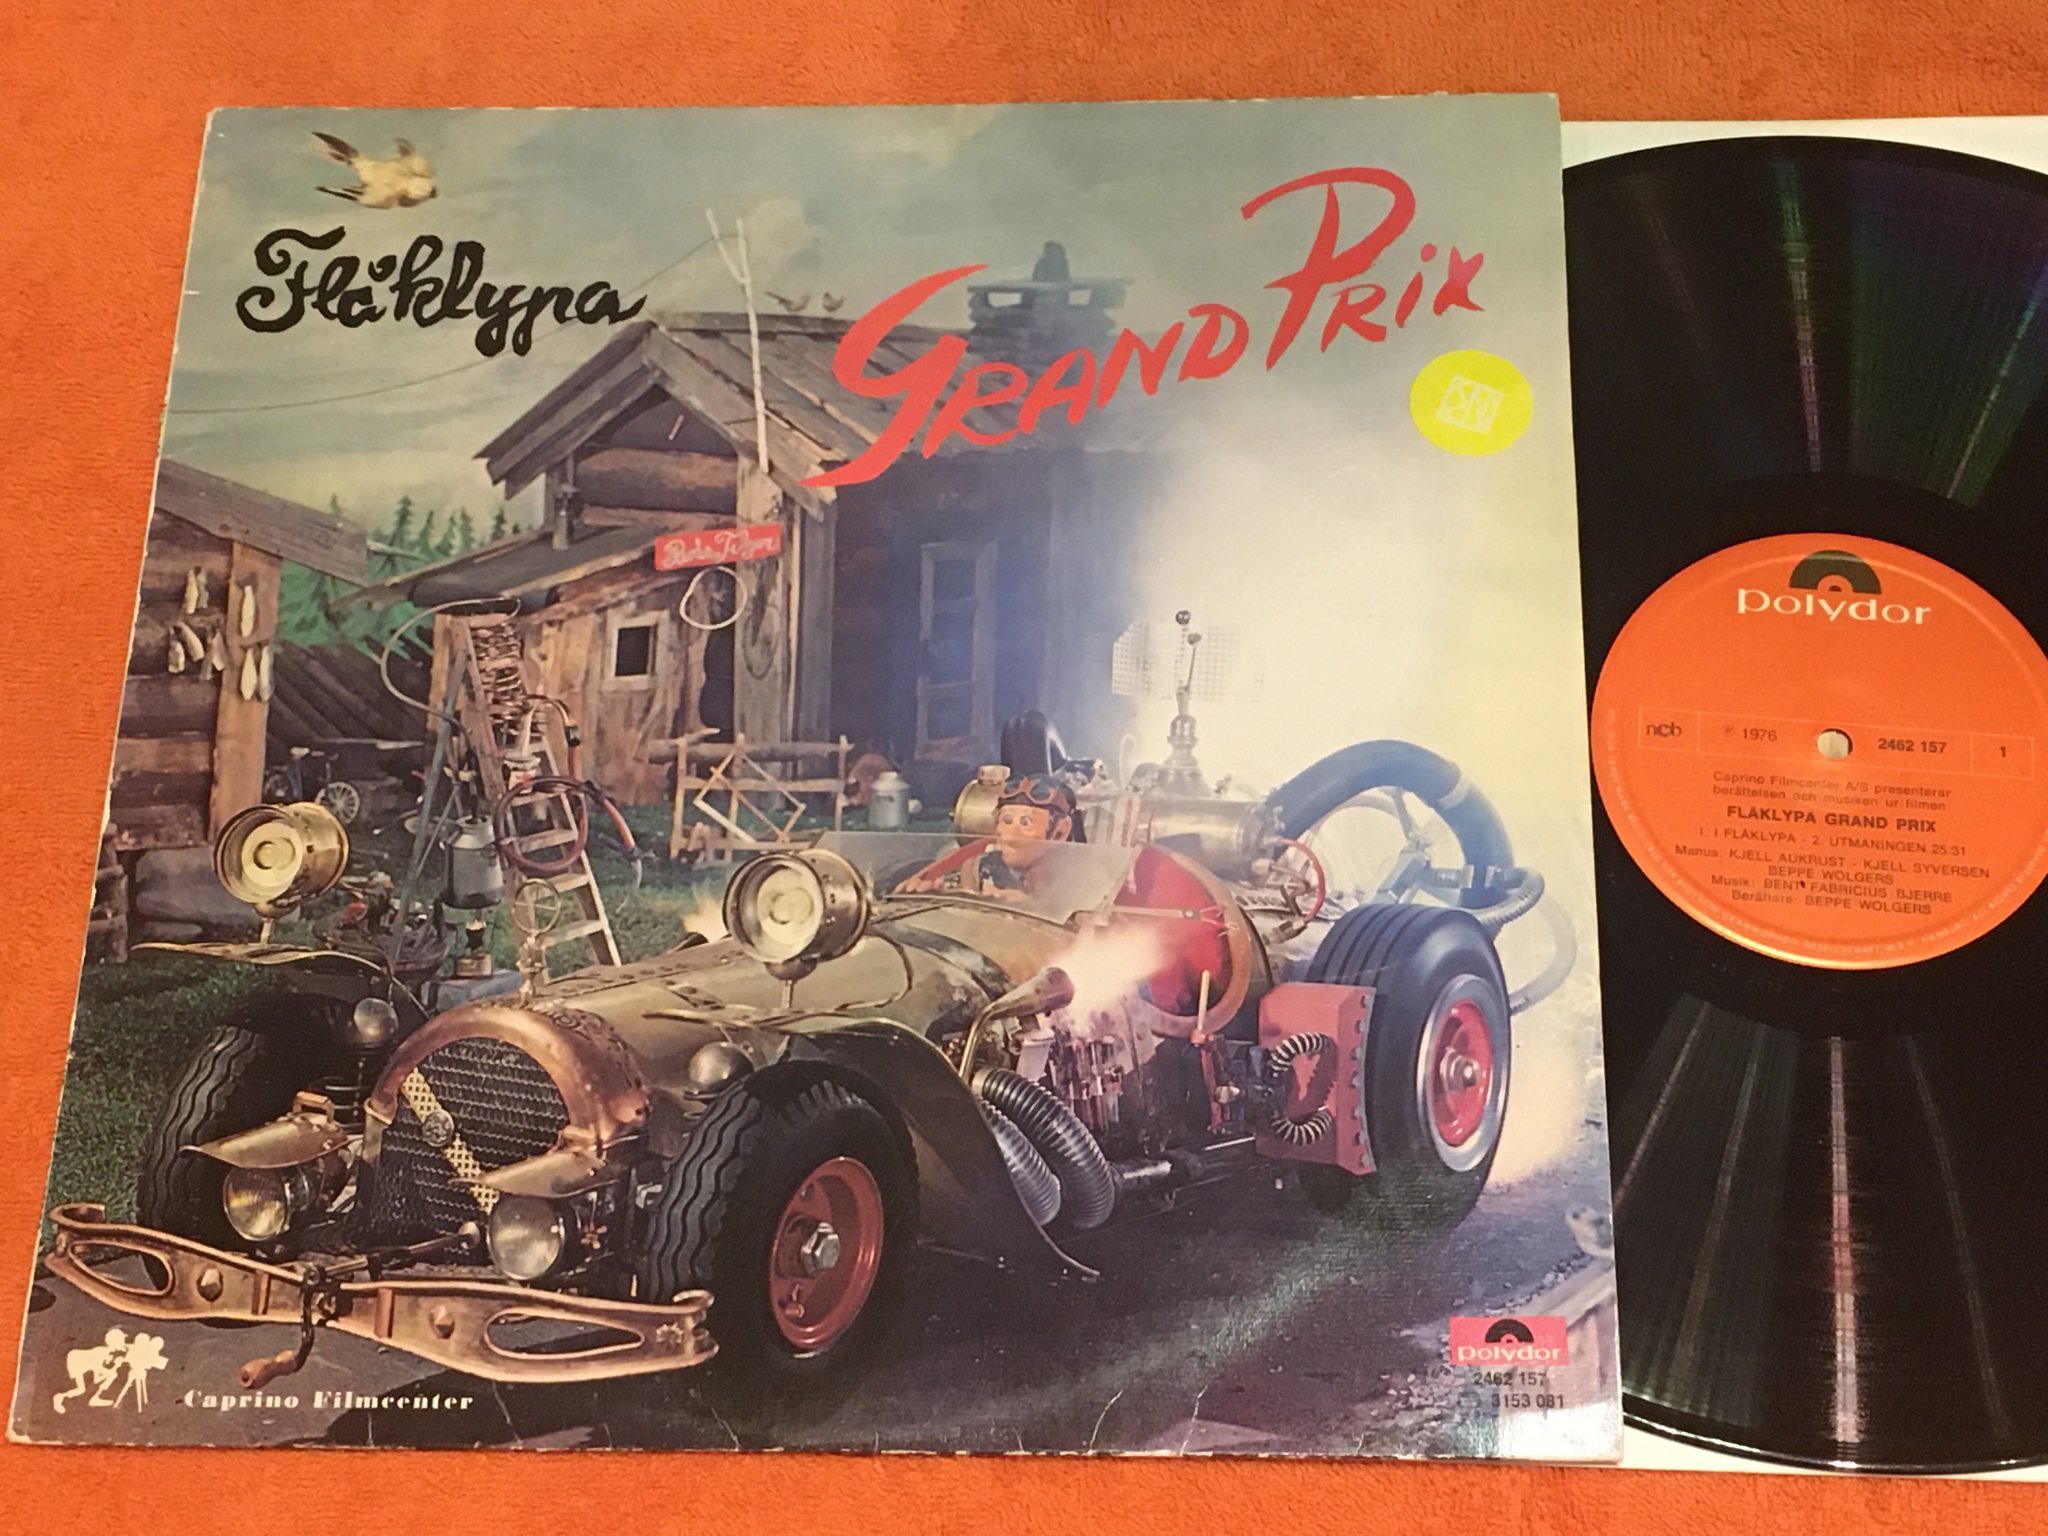 Flåklypa
GRAND PRIX
Caprino Filmcenter
polydor
2462 157
3153 081
polydor
ncb
℗ 1976
2462 157
1
Caprino Filmcenter A/S presenterar
berättelsen och musiken ur filmen
FLÅKLYPA GRAND PRIX
1. I FLÅKLYPA - 2. UTMANINGEN 25:31
Manus: KJELL AUKRUST - KJELL SYVERSEN
BEPPE WOLGERS
Musik: BENT FABRICIUS BJERRE
Berättare: BEPPE WOLGERS